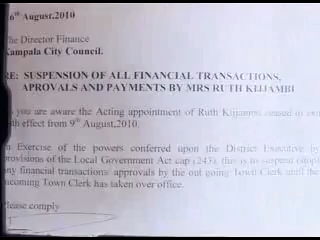 6th August,2010
The Director Finance
Kampala City Council.
RE: SUSPENSION OF ALL FINANCIAL TRANSACTIONS,
APROVALS AND PAYMENTS BY MRS RUTH KIJJAMBU
you are aware the Acting appointment of Ruth Kijjambu ceased to exi
with effect from 9th August,2010.
in Exercise of the powers conferred upon the District Executive by
provisions of the Local Government Act cap (243), this is to suspend (stop)
any financial transactions/ approvals by the out going Town Clerk until the
incoming Town Clerk has taken over office.
Please comply